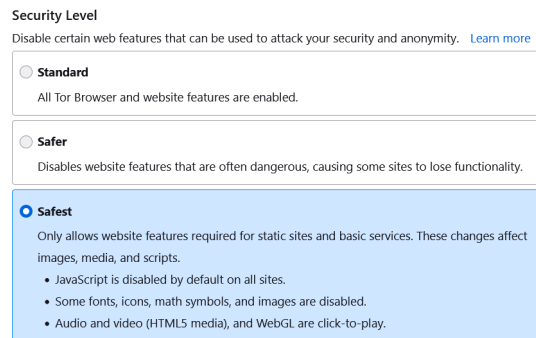 Security Level
Disable certain web features that can be used to attack your security and anonymity. Learn more
Standard
All Tor Browser and website features are enabled.
Safer
Disables website features that are often dangerous, causing some sites to lose functionality.
Safest
Only allows website features required for static sites and basic services. These changes affect
images, media, and scripts.
• JavaScript is disabled by default on all sites.
• Some fonts, icons, math symbols, and images are disabled.
• Audio and video (HTML5 media), and WebGL are click-to-play.